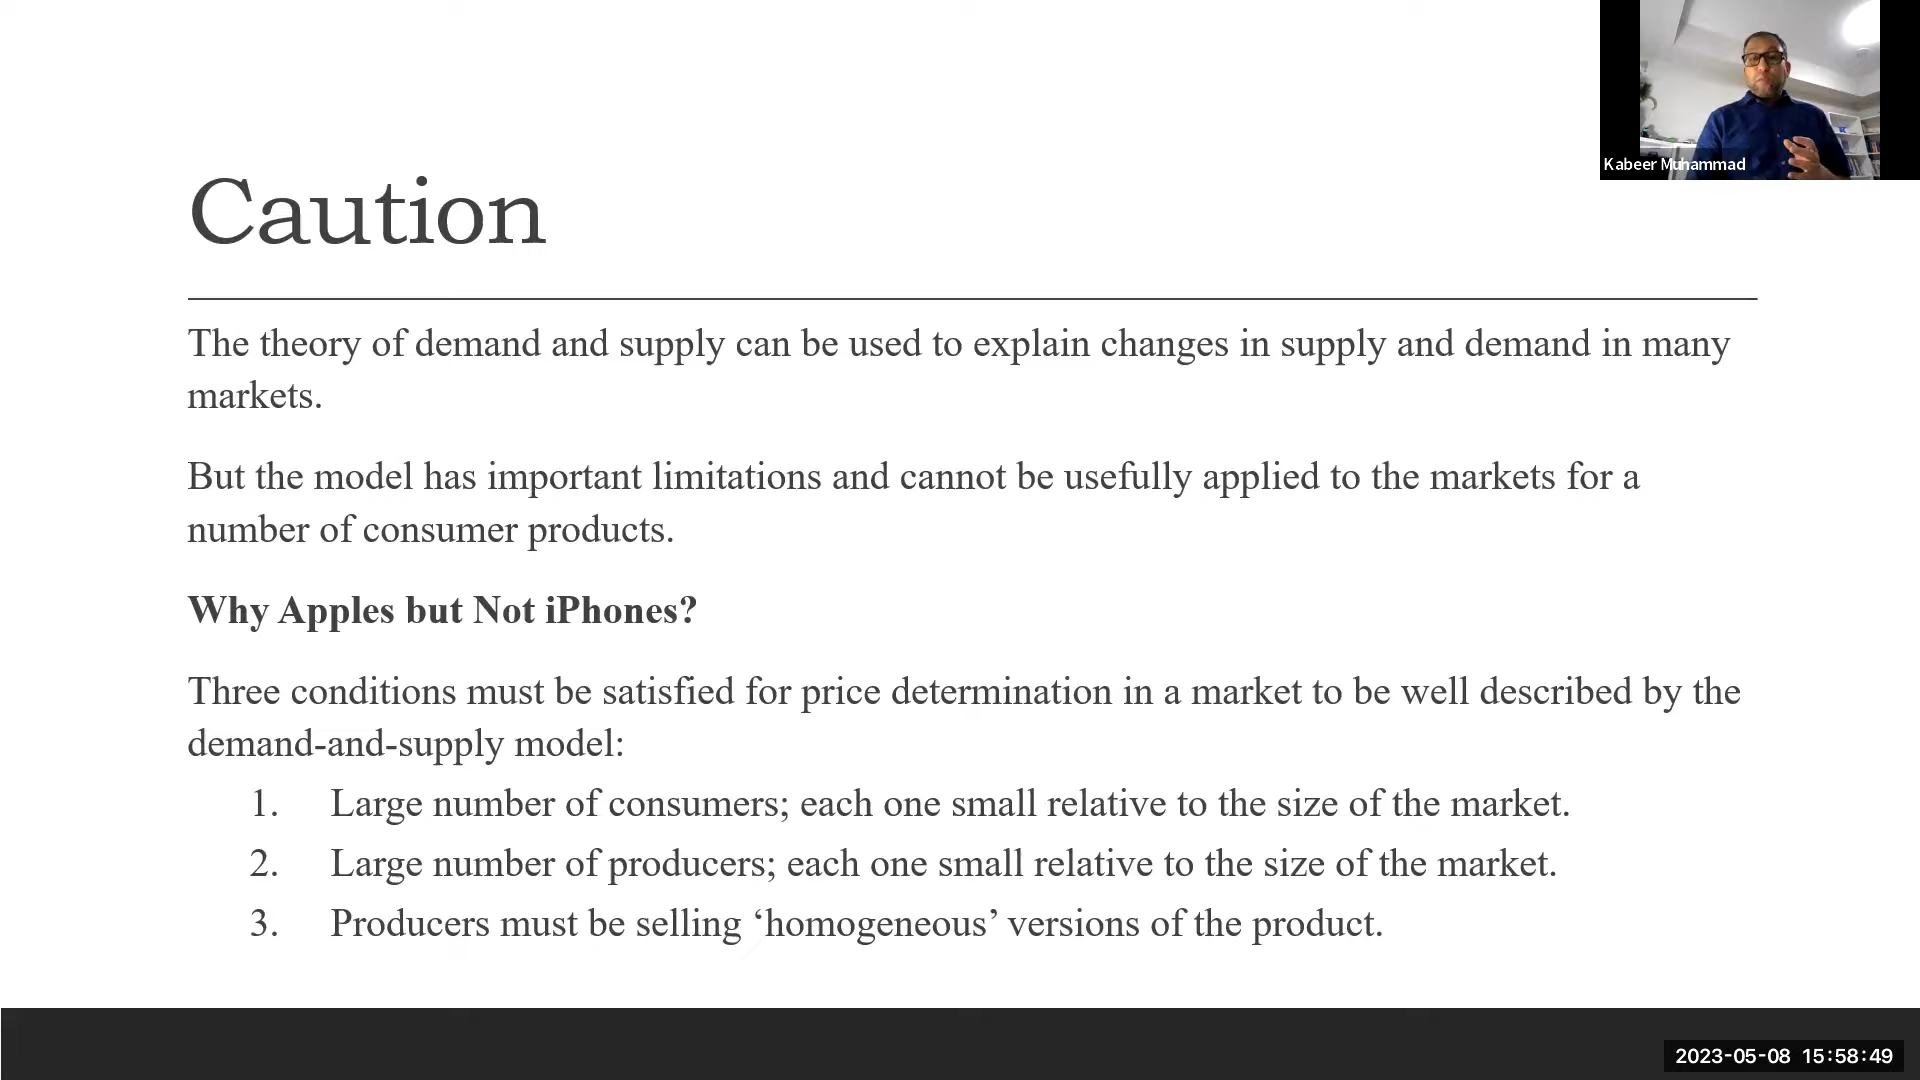 Kabeer Muhammad
Caution
The theory of demand and supply can be used to explain changes in supply and demand in many
markets.
But the model has important limitations and cannot be usefully applied to the markets for a
number of consumer products.
Why Apples but Not iPhones?
Three conditions must be satisfied for price determination in a market to be well described by the
demand-and-supply model:
1. Large number of consumers; each one small relative to the size of the market.
2. Large number of producers; each one small relative to the size of the market.
3. Producers must be selling ‘homogeneous’ versions of the product.
2023-05-08 15:58:49